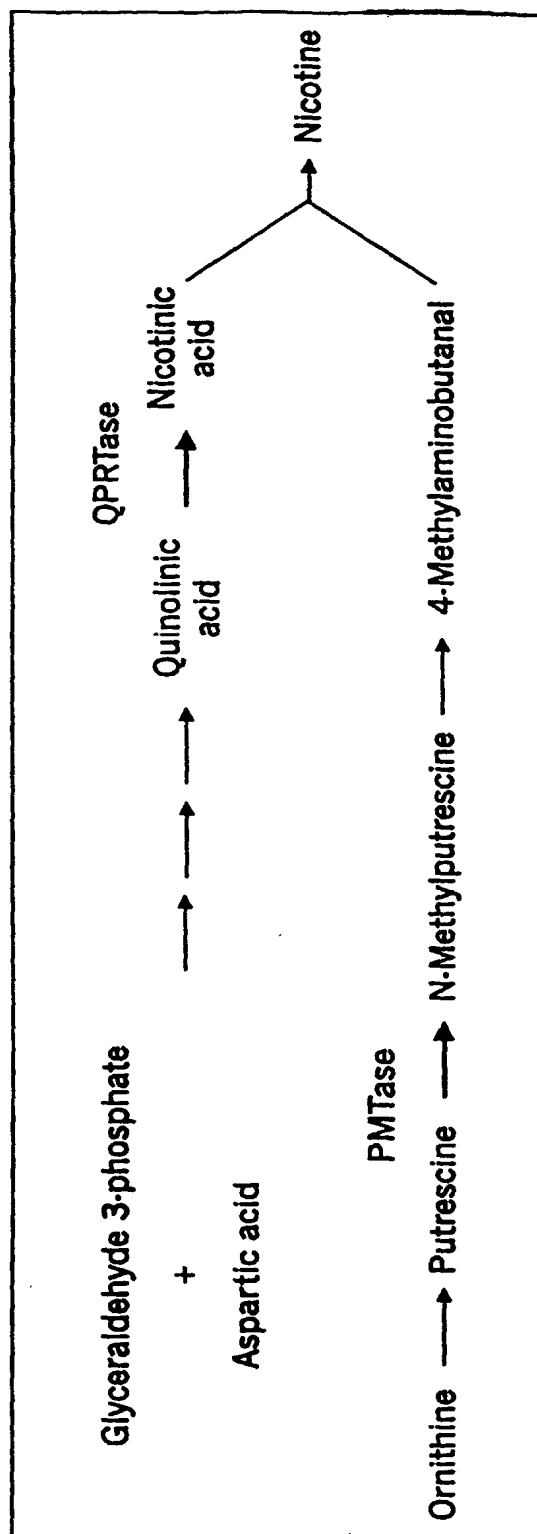 Glyceraldehyde 3-phosphate
+
Aspartic acid
Quinolinic
acid
QPRTase
Nicotinic
acid
Nicotine
PMTase
Ornithine
Putrescine
N-Methylputrescine
4-Methylaminobutanal